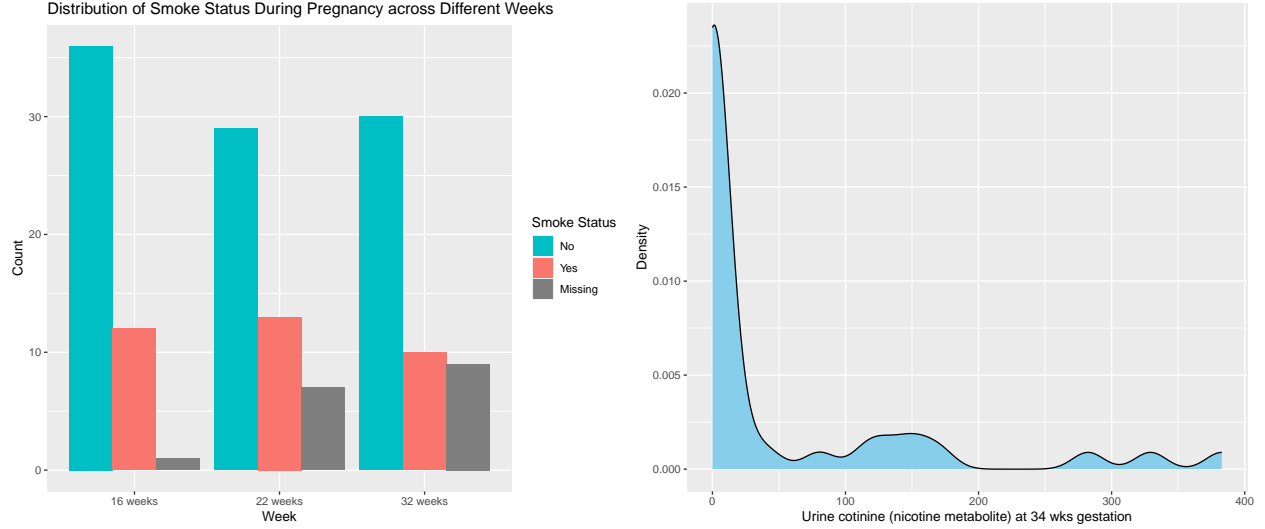 Distribution of Smoke Status During Pregnancy across Different Weeks
30
20
10
0
Count
16 weeks
22 weeks
32 weeks
Week
Smoke Status
No
Yes
Missing
0.020
0.015
0.010
0.005
0.000
Density
0
100
200
300
400
Urine cotinine (nicotine metabolite) at 34 wks gestation